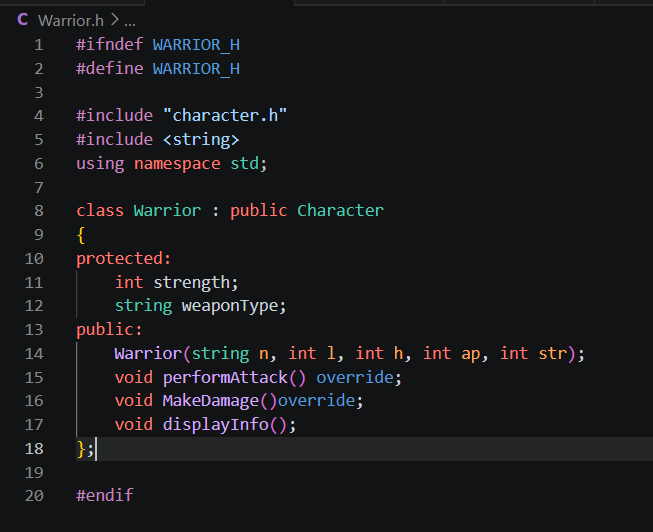 C Warrior.h > ...
1 #ifndef WARRIOR_H
2 #define WARRIOR_H
3
4 #include "character.h"
5 #include <string>
6 using namespace std;
7
8 class Warrior : public Character
9 {
10 protected:
11     int strength;
12     string weaponType;
13 public:
14     Warrior(string n, int l, int h, int ap, int str);
15     void performAttack() override;
16     void MakeDamage()override;
17     void displayInfo();
18 };
19
20 #endif